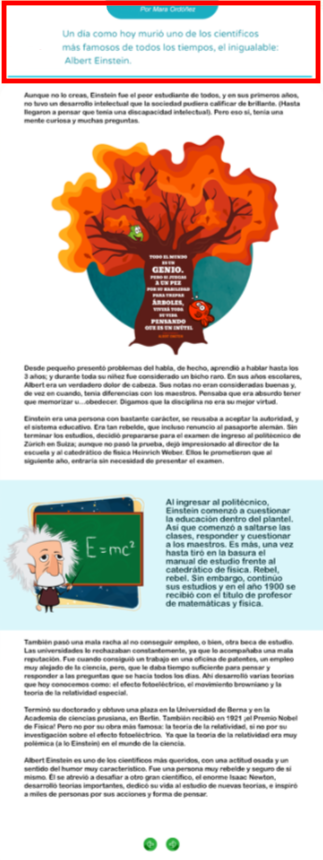 Por Mara Ordóñez
Un día como hoy murió uno de los científicos
más famosos de todos los tiempos, el inigualable:
Albert Einstein.
Aunque no lo creas, Einstein fue el peor estudiante de todos, y en sus primeros años,
no tuvo un desarrollo intelectual que la sociedad pudiera calificar de brillante. (Hasta
llegaron a pensar que tenía una discapacidad intelectual). Pero eso sí, tenía una
mente curiosa y muchas preguntas.
TODO EL MUNDO
ES UN
GENIO.
PERO SI JUZGAS
A UN PEZ
POR SU HABILIDAD
PARA TREPAR
ÁRBOLES,
VIVIRÁ TODA
SU VIDA
PENSANDO
QUE ES UN INÚTIL.
Desde pequeño presentó problemas del habla, de hecho, aprendió a hablar hasta los
3 años; y durante toda su niñez fue considerado un bicho raro. En sus años escolares,
Albert era un verdadero dolor de cabeza. Sus notas no eran consideradas buenas y,
de vez en cuando, tenía diferencias con los maestros. Pensaba que era absurdo tener
que memorizar u...obedecer. Digamos que la disciplina no era su mejor virtud.
Einstein era una persona con bastante carácter, se reusaba a aceptar la autoridad, y
el sistema educativo. Era tan rebelde, que incluso renuncio al pasaporte alemán. Sin
terminar los estudios, decidió prepararse para el examen de ingreso al politécnico de
Zúrich en Suiza; aunque no pasó la prueba, dejó impresionado al director de la
escuela y al catedrático de física Heinrich Weber. Ellos le prometieron que al
siguiente año, entraría sin necesidad de presentar el examen.
Al ingresar al politécnico,
Einstein comenzó a cuestionar
la educación dentro del plantel.
Así que comenzó a saltarse las
clases, responder y cuestionar
a los maestros. Es más, una vez
hasta tiró en la basura el
manual de estudio frente al
catedrático de física. Rebel,
rebel. Sin embargo, continúo
sus estudios y en el año 1900 se
recibió con el título de profesor
de matemáticas y física.
E=mc²
También pasó una mala racha al no conseguir empleo, o bien, otra beca de estudio.
Las universidades lo rechazaban constantemente, ya que lo acompañaba una mala
reputación. Fue cuando consiguió un trabajo en una oficina de patentes, un empleo
muy alejado de la ciencia, pero, que le daba tiempo suficiente para pensar y
responder a las preguntas que se hacía todos los días. Ahí desarrolló varias teorías
que hoy conocemos como: el efecto fotoeléctrico, el movimiento browniano y la
teoría de la relatividad especial.
Terminó su doctorado y obtuvo una plaza en la Universidad de Berna y en la
Academia de ciencias prusiana, en Berlín. También recibió en 1921 ¡el Premio Nobel
de Física! Pero no por su obra más famosa: la teoría de la relatividad, si no por su
investigación sobre el efecto fotoeléctrico. Ya que la teoría de la relatividad era muy
polémica (a lo Einstein) en el mundo de la ciencia.
Albert Einstein es uno de los científicos más queridos, con una actitud osada y un
sentido del humor muy característico. Fue una persona muy rebelde y seguro de sí
mismo. Él se atrevió a desafiar a otro gran científico, el enorme Isaac Newton,
desarrolló teorías importantes, dedicó su vida al estudio de nuevas teorías, e inspiró
a miles de personas por sus acciones y forma de pensar.